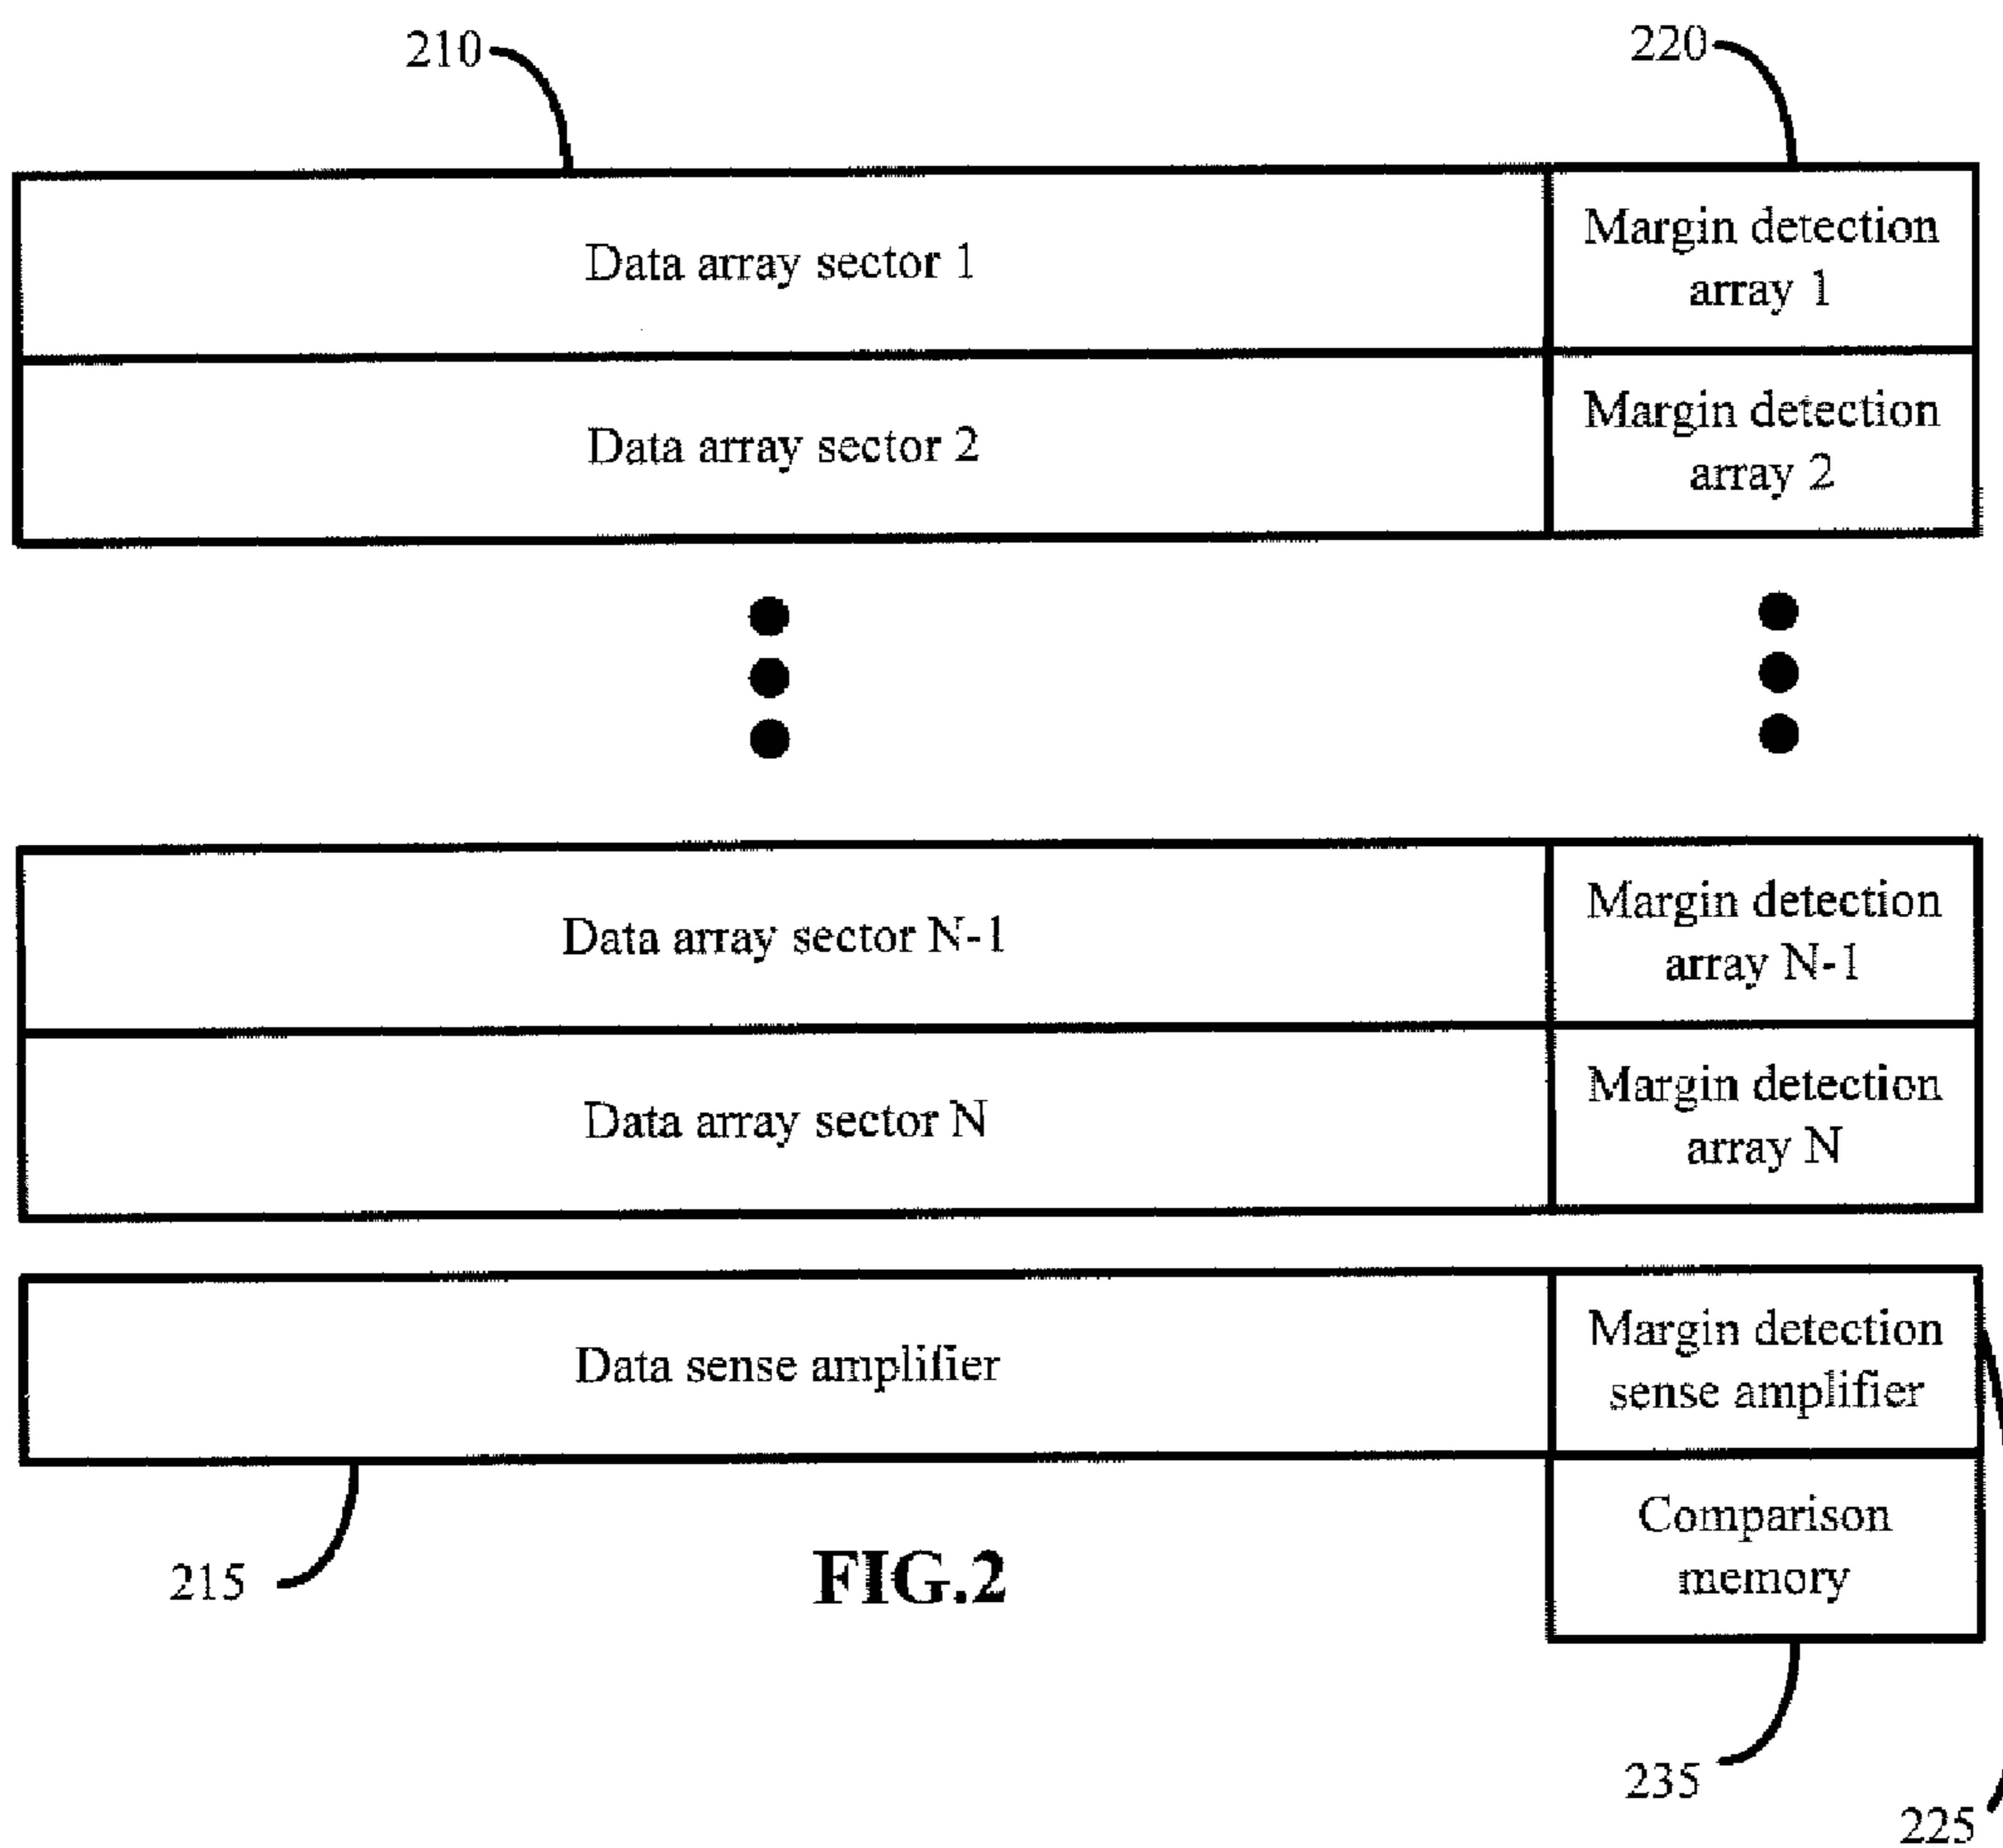 210
220
Data array sector 1
Margin detection
array 1
Data array sector 2
Margin detection
array 2
Data array sector N-1
Margin detection
array N-1
Data array sector N
Margin detection
array N
Data sense amplifier
Margin detection
sense amplifier
Comparison
memory
215
FIG.2
235
225